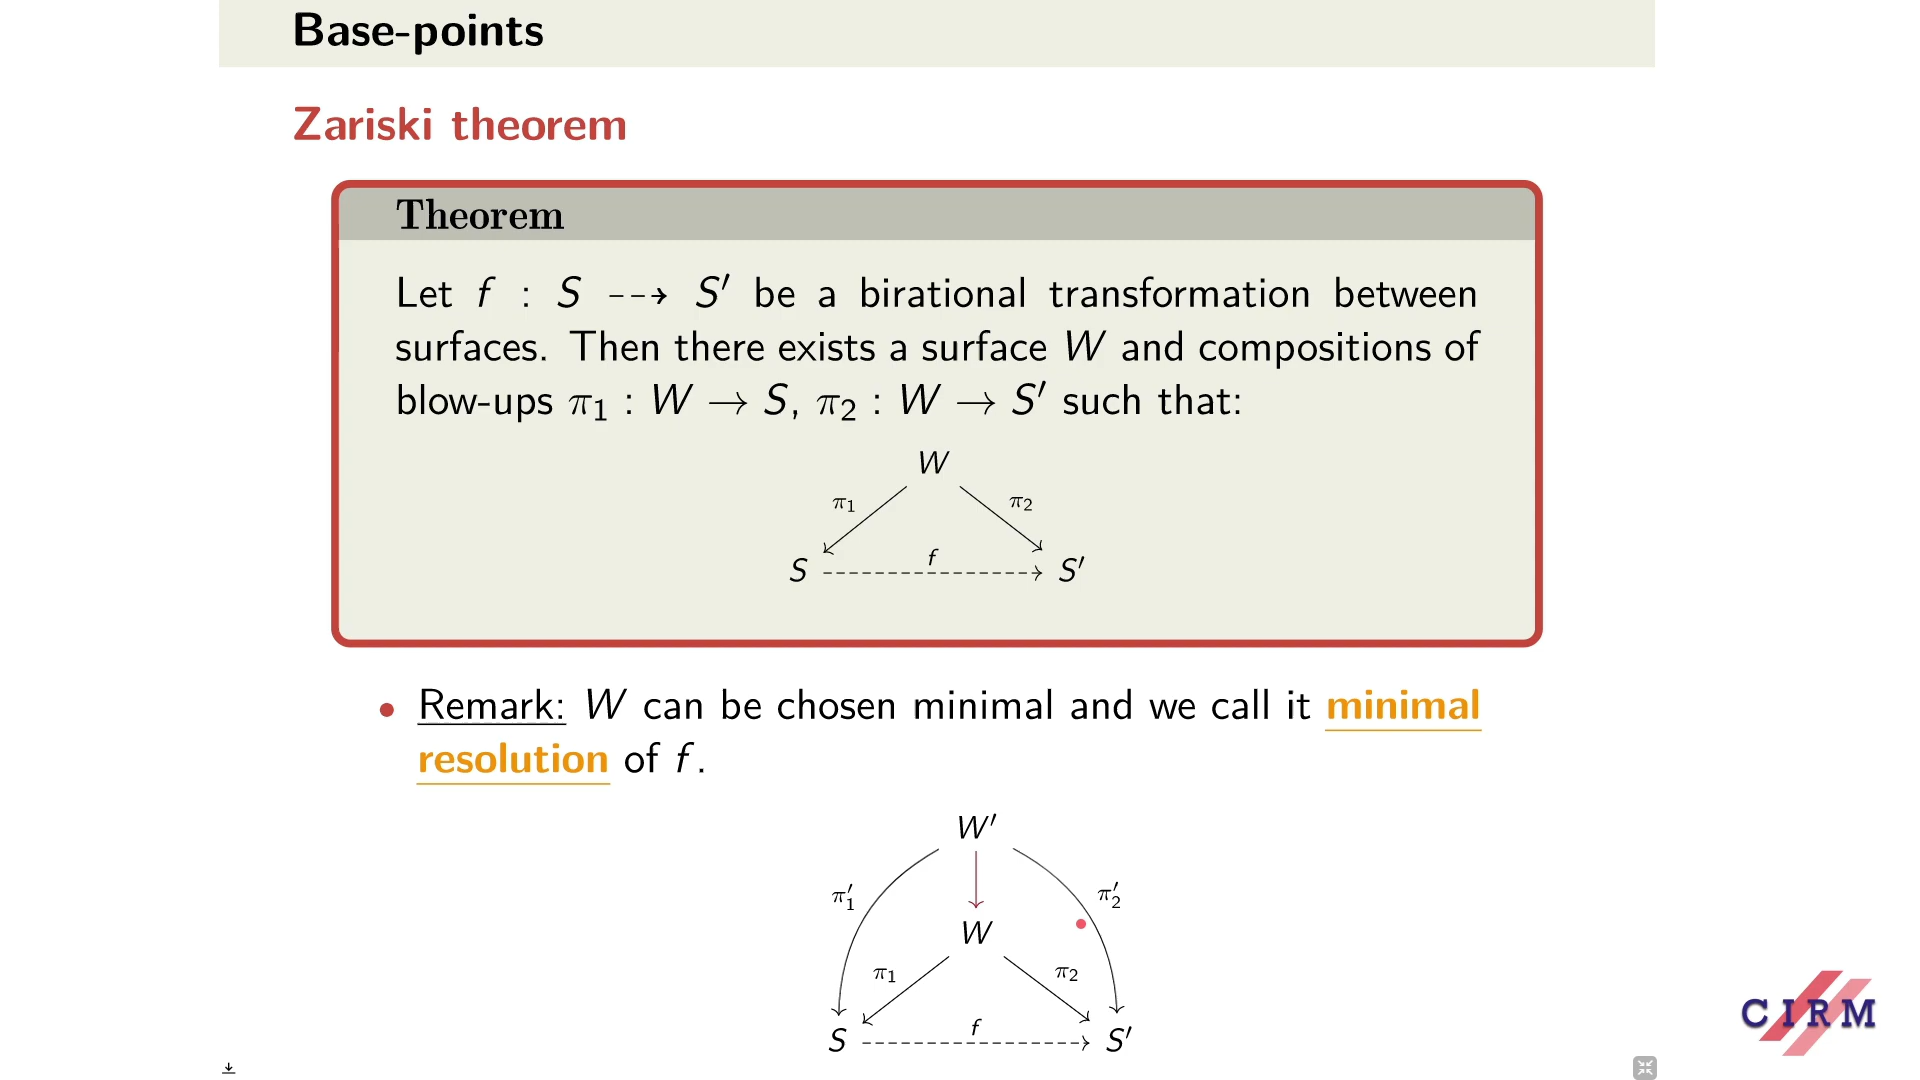 Base-points
Zariski theorem
Theorem
Let f : S ⇢ S′ be a birational transformation between
surfaces. Then there exists a surface W and compositions of
blow-ups π₁ : W → S, π₂ : W → S′ such that:
W
π₁ π₂
f
S S′
• Remark: W can be chosen minimal and we call it minimal
resolution of f.
W′
π′₁ π′₂
W
π₁ π₂
f
S S′
CIRM